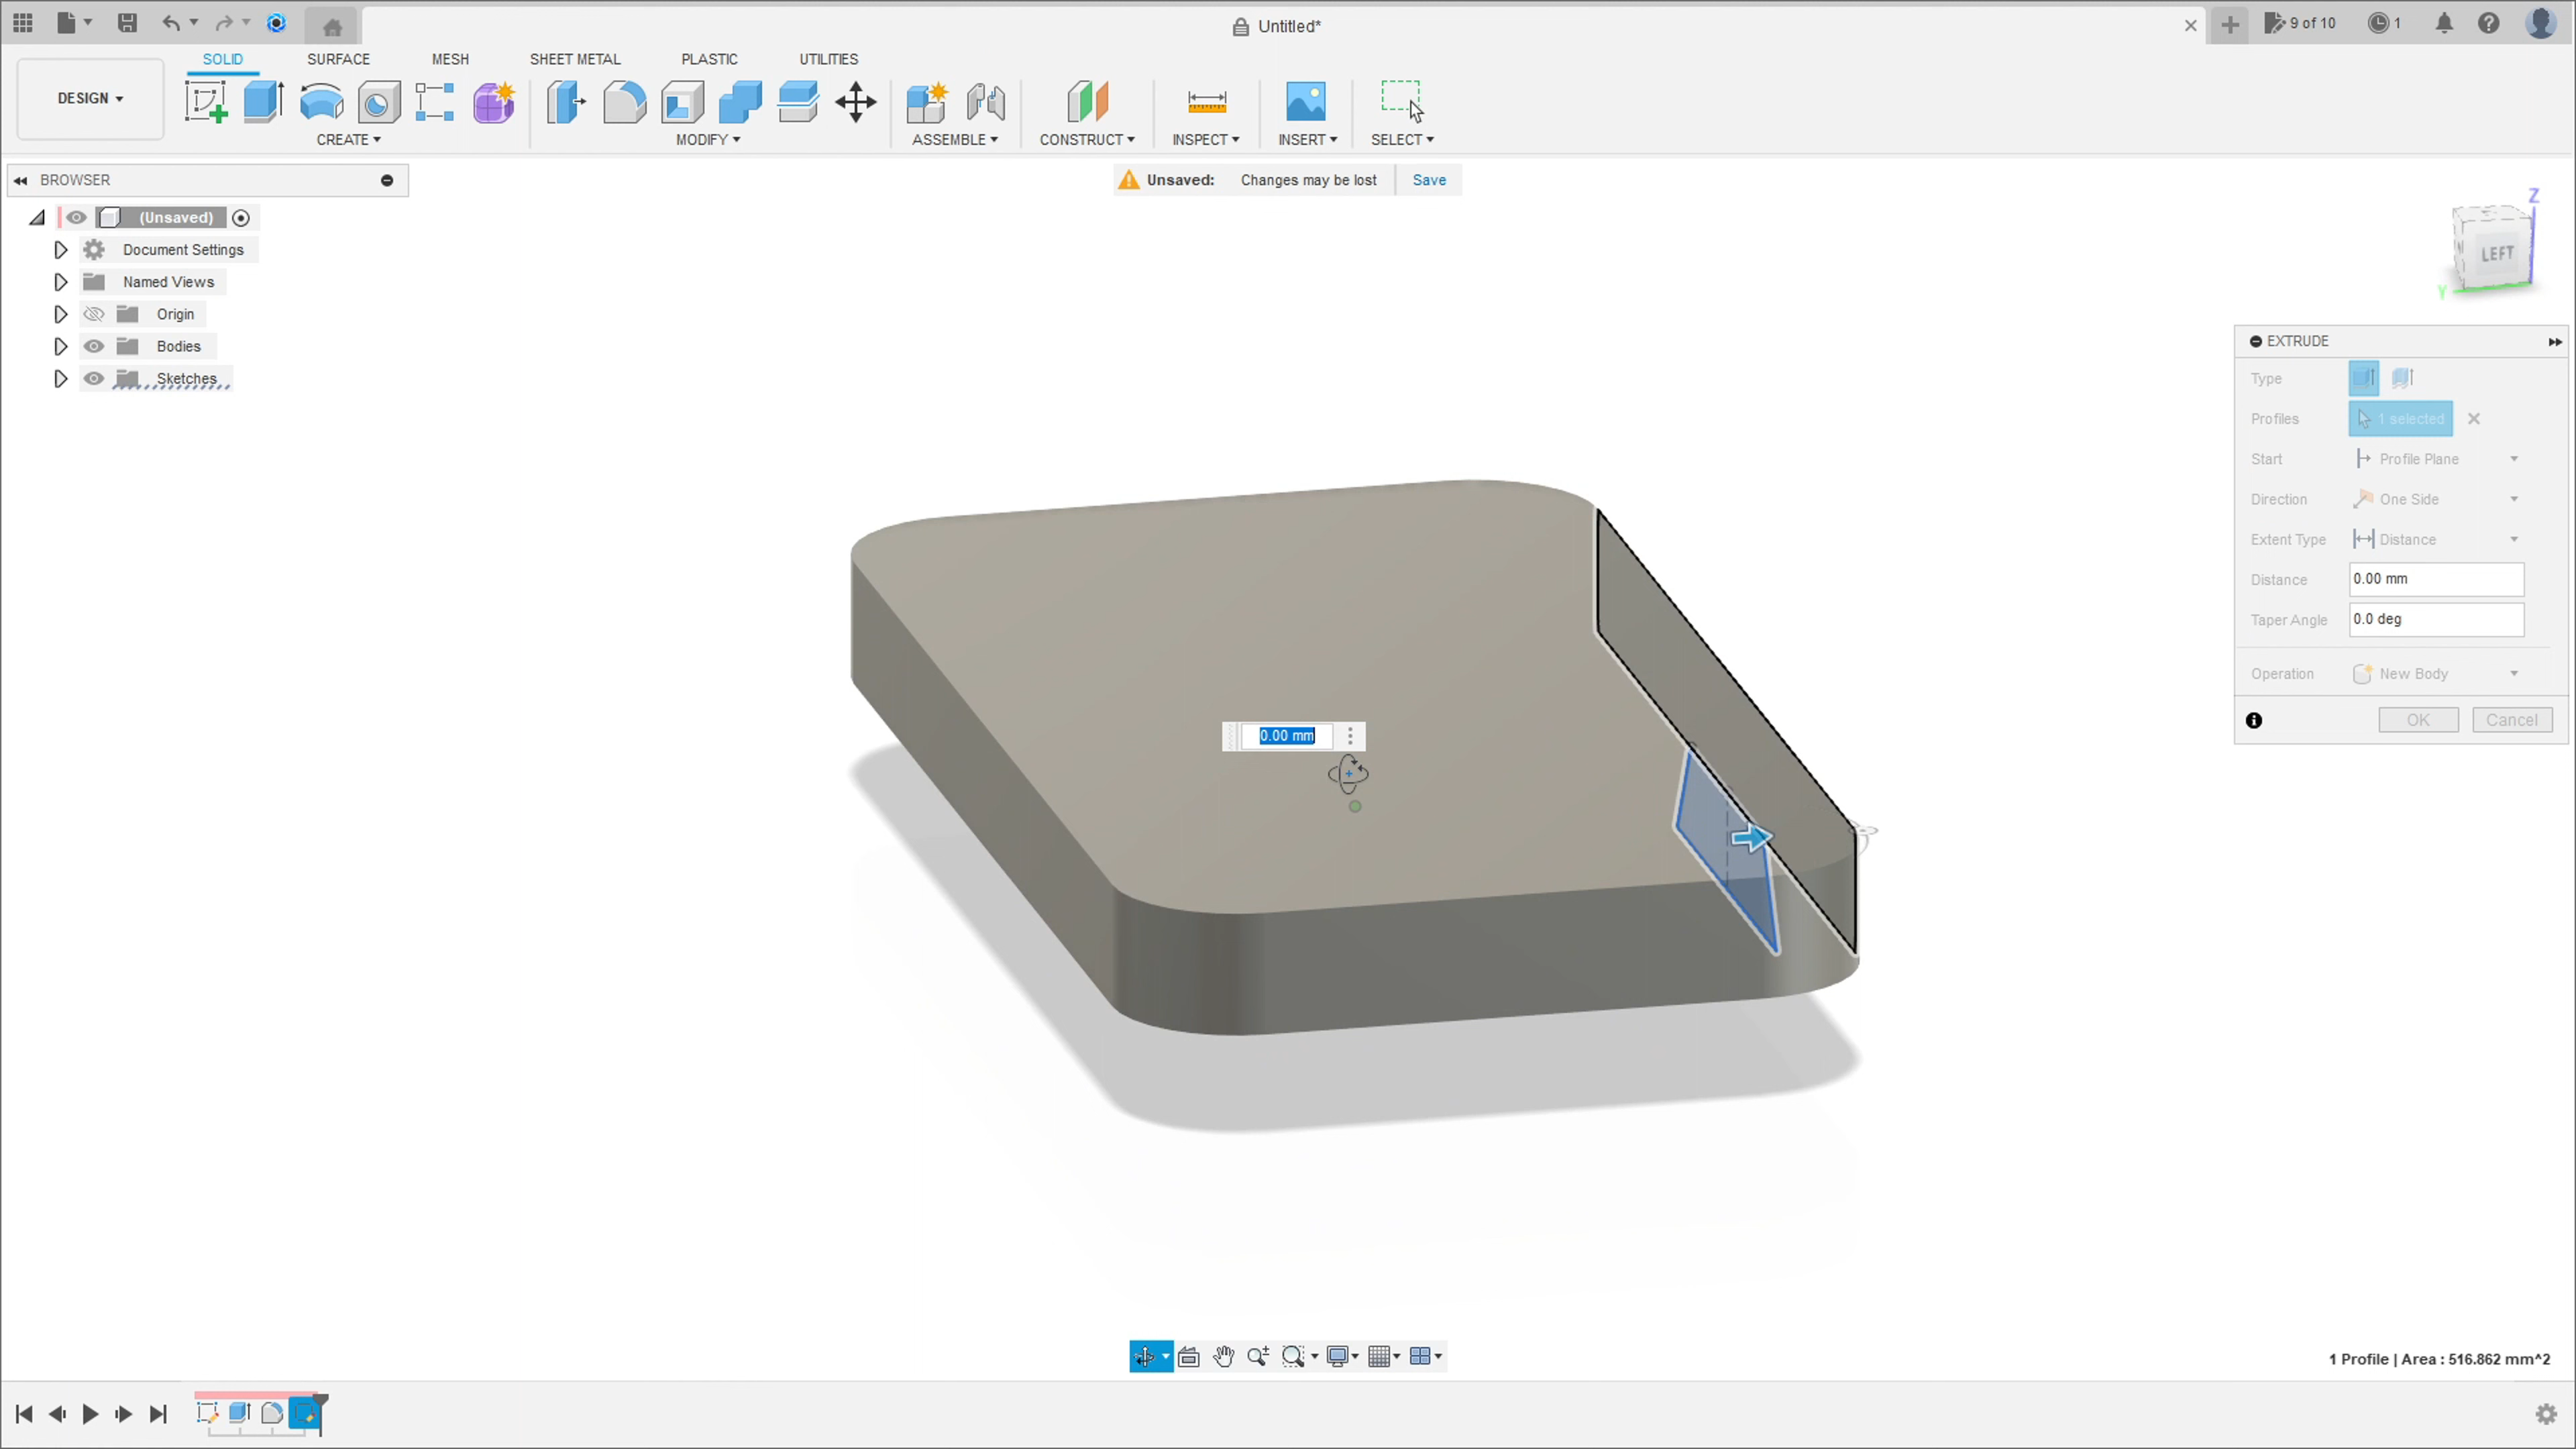 Untitled*
9 of 10
1
DESIGN
SOLID
SURFACE
MESH
SHEET METAL
PLASTIC
UTILITIES
CREATE
MODIFY
ASSEMBLE
CONSTRUCT
INSPECT
INSERT
SELECT
BROWSER
Unsaved: Changes may be lost Save
(Unsaved)
Document Settings
Named Views
Origin
Bodies
Sketches
Z
LEFT
Y
EXTRUDE
Type
Profiles 1 selected
Start Profile Plane
Direction One Side
Extent Type Distance
Distance 0.00 mm
Taper Angle 0.0 deg
Operation New Body
OK Cancel
0.00 mm
1 Profile | Area : 516.862 mm^2